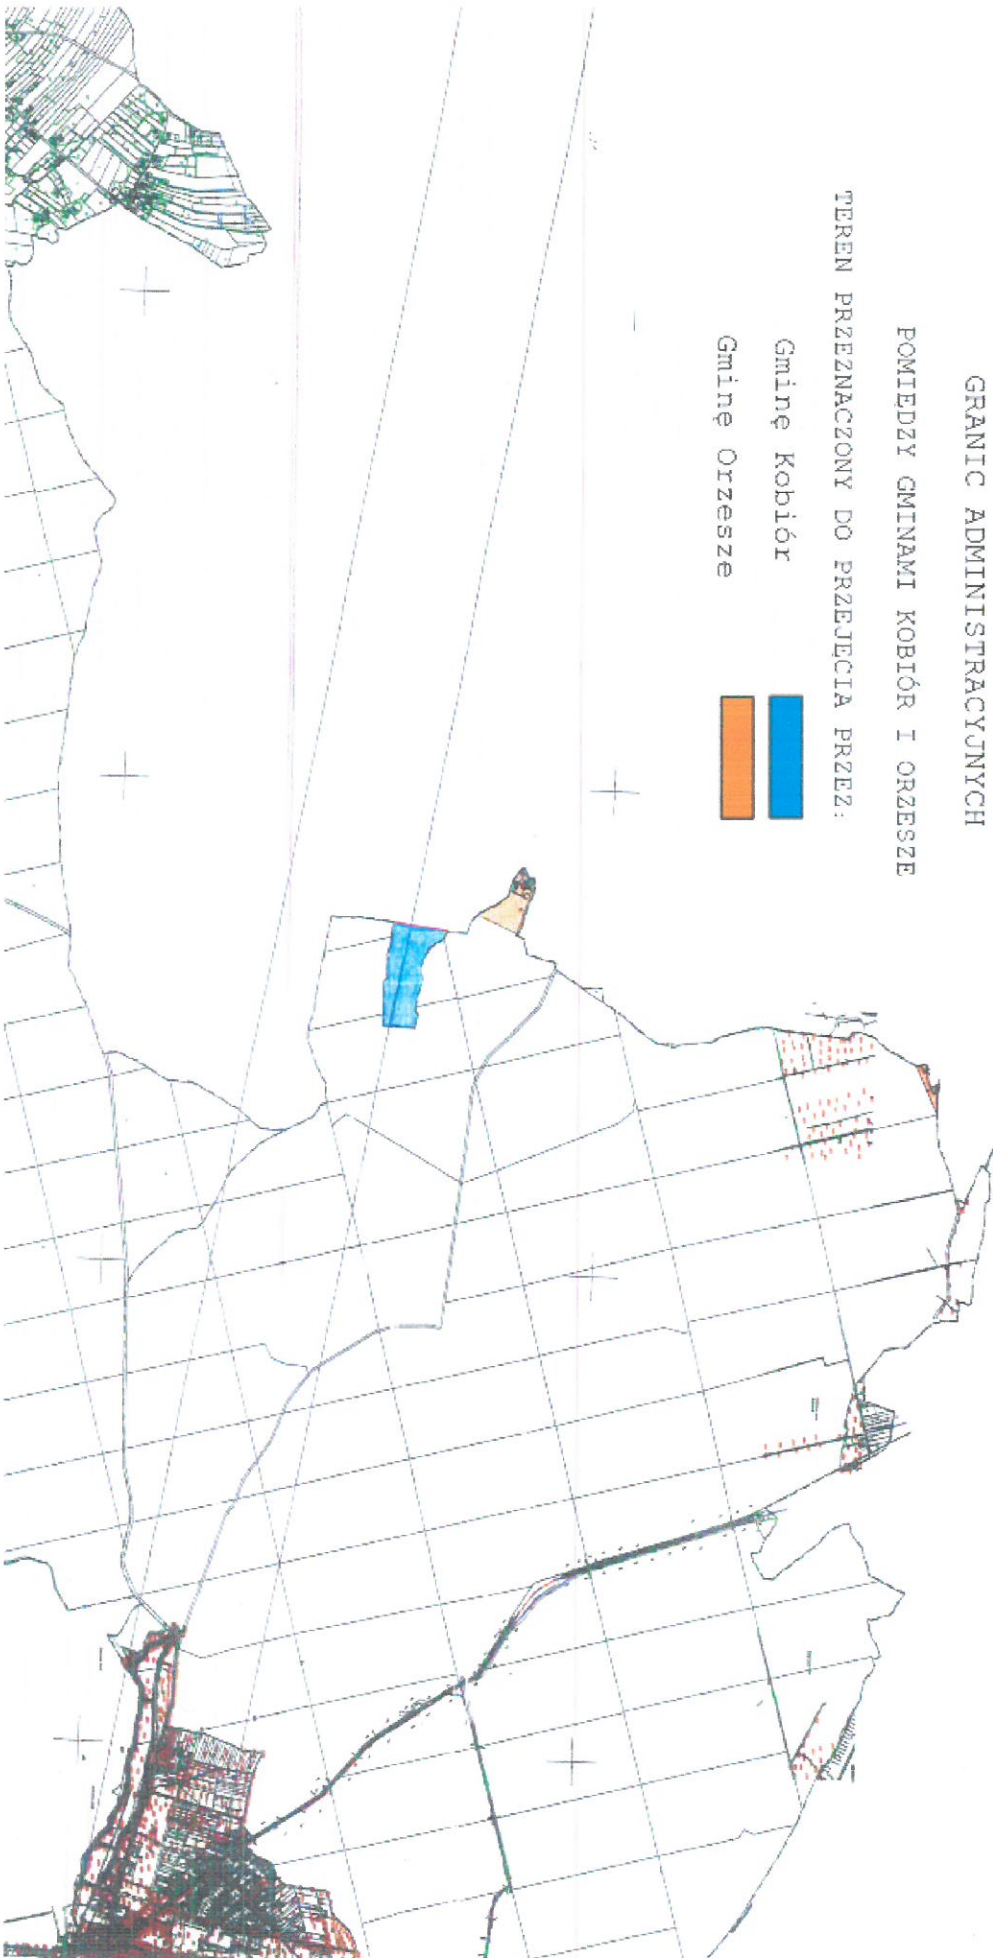 GRANIC ADMINISTRACYJNYCH
POMIĘDZY GMINAMI KOBIÓR I ORZESZE
TEREN PRZEZNACZONY DO PRZEJĘCIA PRZEZ:
Gminę Kobiór
Gminę Orzesze